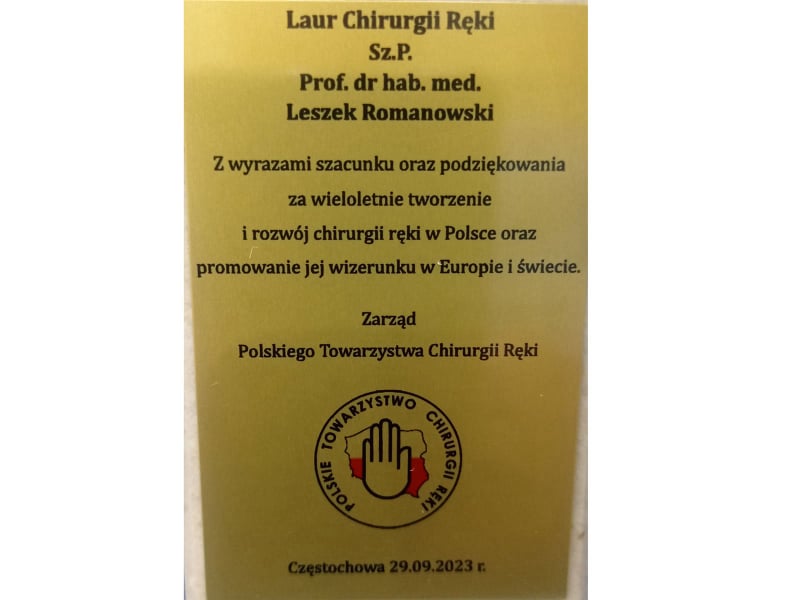 Laur Chirurgii Ręki
Sz.P.
Prof. dr hab. med.
Leszek Romanowski
Z wyrazami szacunku oraz podziękowania
za wieloletnie tworzenie
i rozwój chirurgii ręki w Polsce oraz
promowanie jej wizerunku w Europie i świecie.
Zarząd
Polskiego Towarzystwa Chirurgii Ręki
POLSKIE TOWARZYSTWO CHIRURGII RĘKI
Częstochowa 29.09.2023 r.